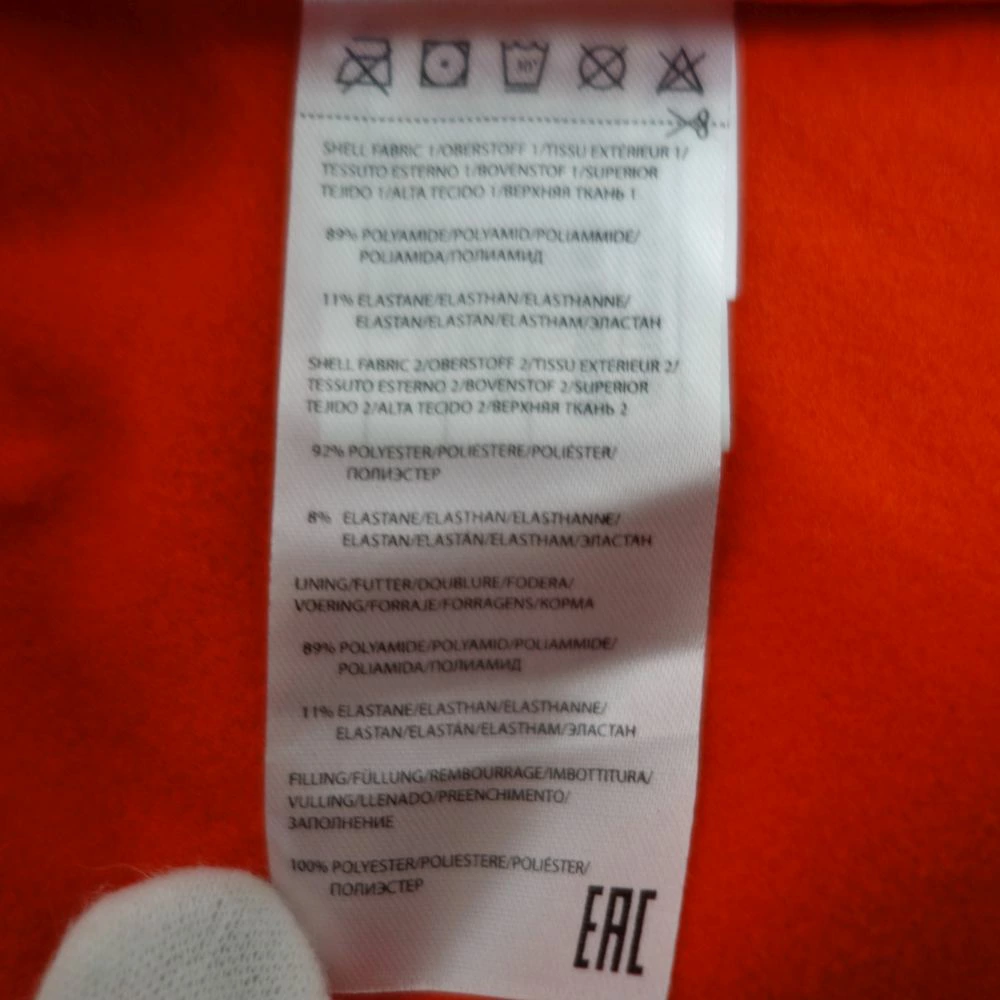 30°
SHELL FABRIC 1/OBERSTOFF 1/TISSU EXTÉRIEUR 1/
TESSUTO ESTERNO 1/BOVENSTOF 1/SUPERIOR
TEJIDO 1/ALTA TECIDO 1/ВЕРХНЯЯ ТКАНЬ 1
89% POLYAMIDE/POLYAMID/POLIAMMIDE/
POLIAMIDA/ПОЛИАМИД
11% ELASTANE/ELASTHAN/ELASTHANNE/
ELASTAN/ELASTÁN/ELASTHAM/ЭЛАСТАН
SHELL FABRIC 2/OBERSTOFF 2/TISSU EXTÉRIEUR 2/
TESSUTO ESTERNO 2/BOVENSTOF 2/SUPERIOR
TEJIDO 2/ALTA TECIDO 2/ВЕРХНЯЯ ТКАНЬ 2
92% POLYESTER/POLIESTERE/POLIÉSTER/
ПОЛИЭСТЕР
8% ELASTANE/ELASTHAN/ELASTHANNE/
ELASTAN/ELASTÁN/ELASTHAM/ЭЛАСТАН
LINING/FUTTER/DOUBLURE/FODERA/
VOERING/FORRAJE/FORRAGENS/КОРМА
89% POLYAMIDE/POLYAMID/POLIAMMIDE/
POLIAMIDA/ПОЛИАМИД
11% ELASTANE/ELASTHAN/ELASTHANNE/
ELASTAN/ELASTÁN/ELASTHAM/ЭЛАСТАН
FILLING/FÜLLUNG/REMBOURRAGE/IMBOTTITURA/
VULLING/LLENADO/PREENCHIMENTO/
ЗАПОЛНЕНИЕ
100% POLYESTER/POLIESTERE/POLIÉSTER/
ПОЛИЭСТЕР
EAC